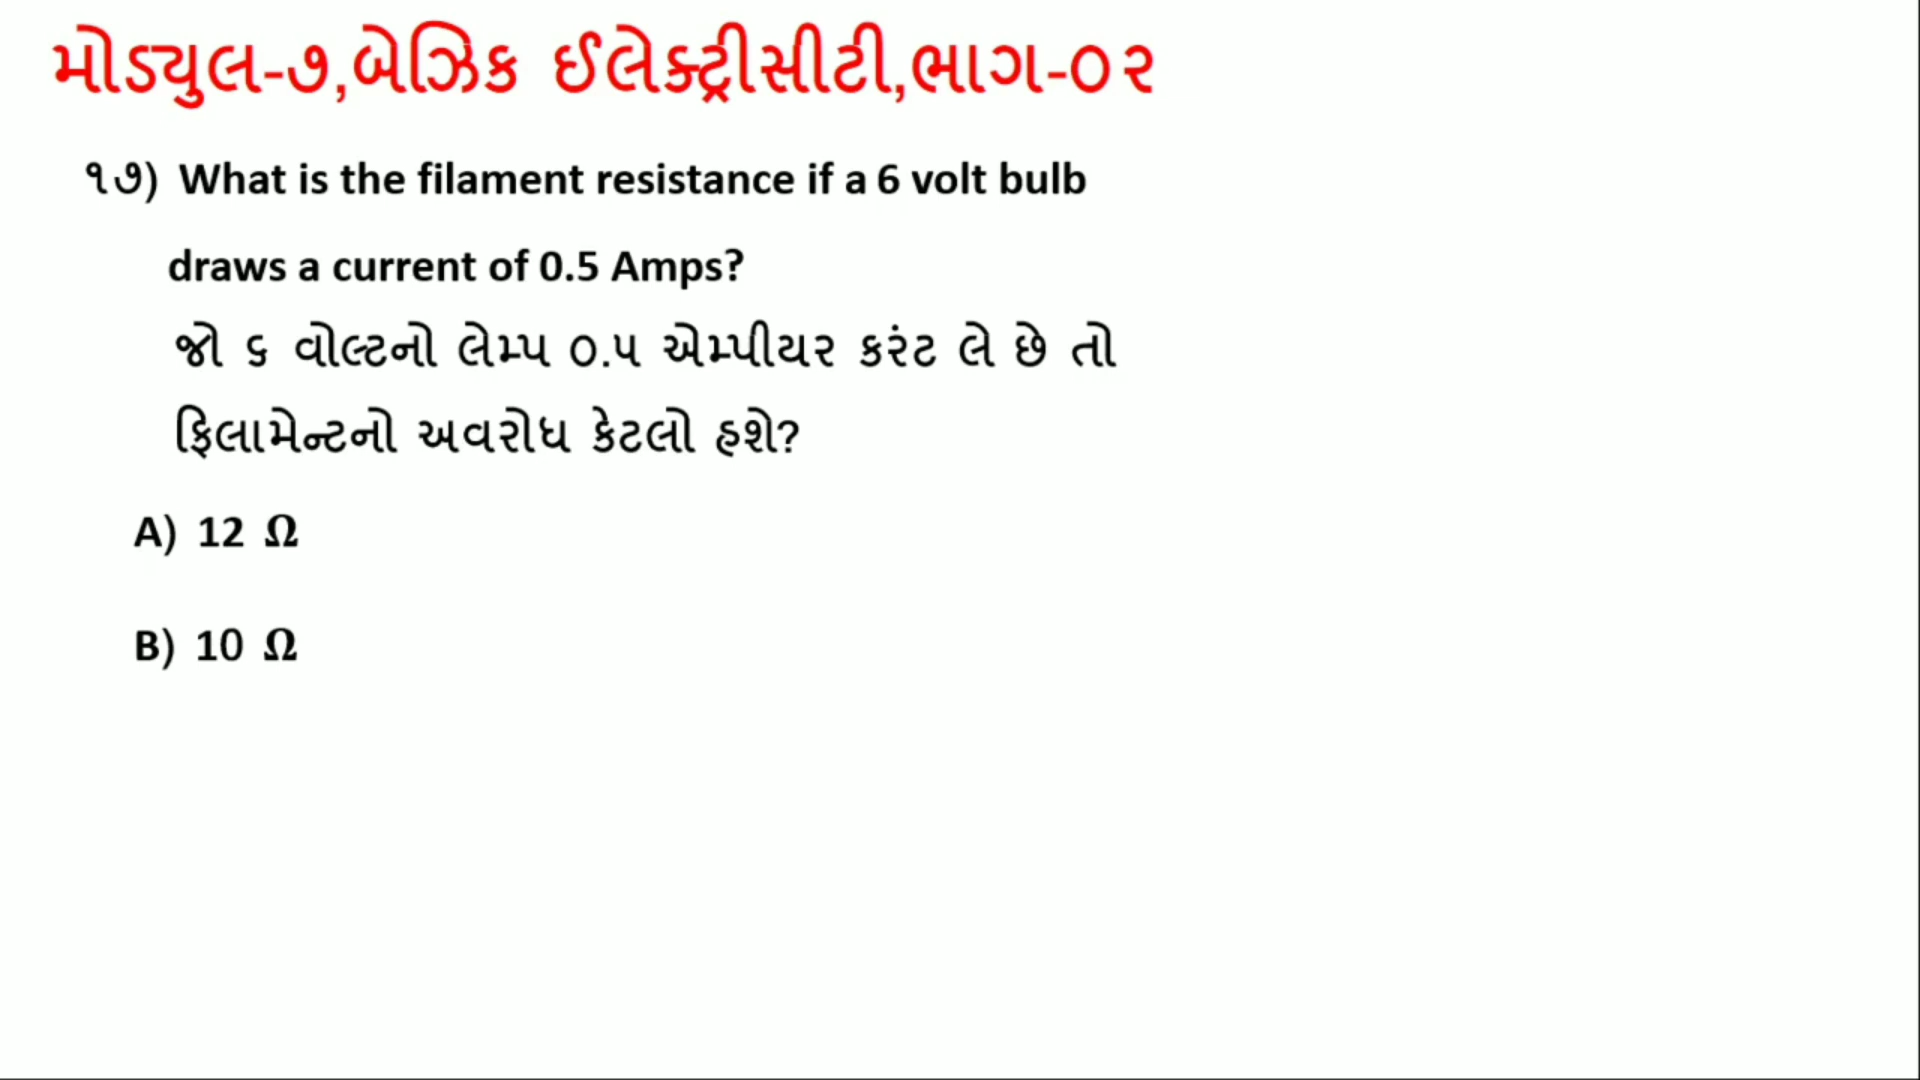 મોડ્યુલ-૭,બેઝિક ઈલેક્ટ્રીસીટી,ભાગ-૦૨
૧૭) What is the filament resistance if a 6 volt bulb
draws a current of 0.5 Amps?
જો ૬ વોલ્ટનો લેમ્પ ૦.૫ એમ્પીયર કરંટ લે છે તો
ફિલામેન્ટનો અવરોધ કેટલો હશે?
A) 12 Ω
B) 10 Ω